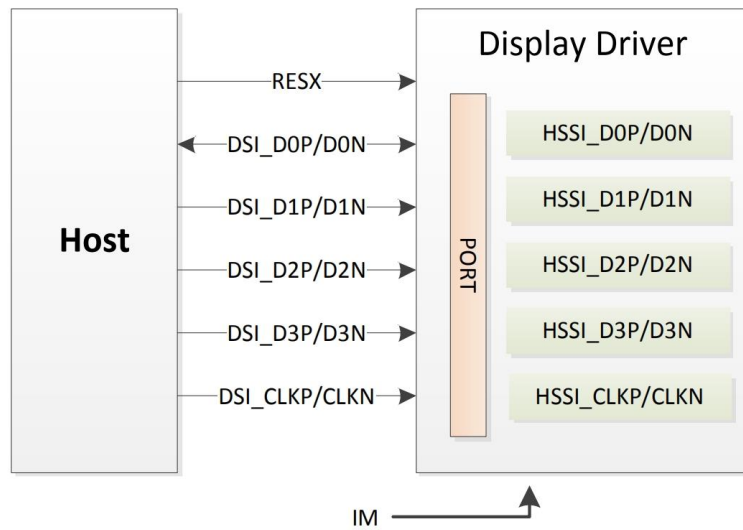 Display Driver
RESX
DSI_D0P/D0N
HSSI_D0P/D0N
DSI_D1P/D1N
HSSI_D1P/D1N
Host
PORT
DSI_D2P/D2N
HSSI_D2P/D2N
DSI_D3P/D3N
HSSI_D3P/D3N
DSI_CLKP/CLKN
HSSI_CLKP/CLKN
IM